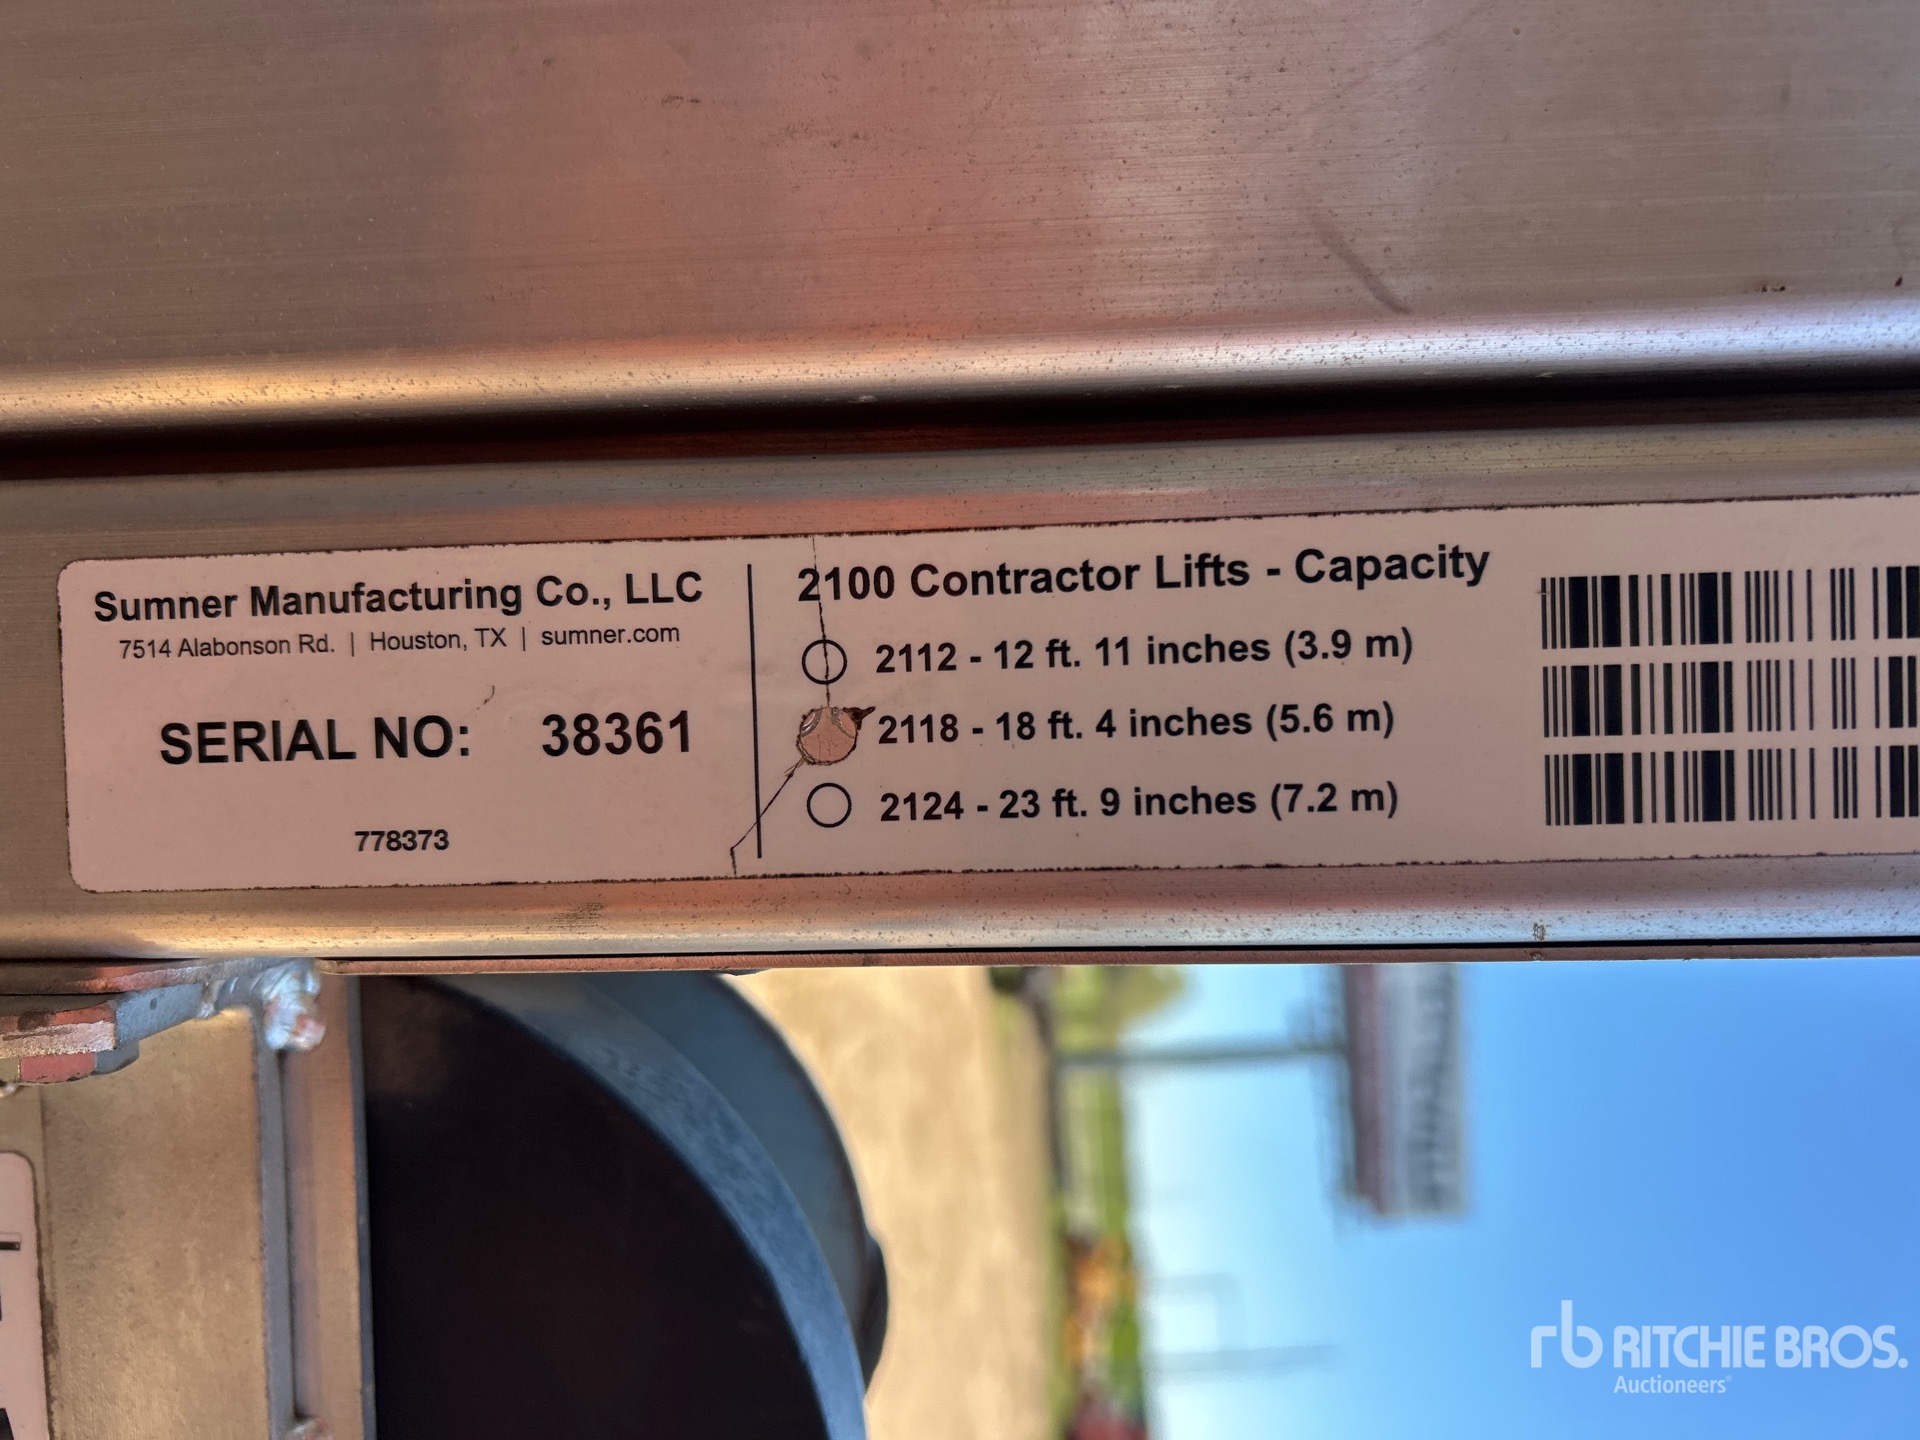 Sumner Manufacturing Co., LLC
7514 Alabonson Rd. | Houston, TX | sumner.com
SERIAL NO: 38361
778373
2100 Contractor Lifts - Capacity
2112 - 12 ft. 11 inches (3.9 m)
2118 - 18 ft. 4 inches (5.6 m)
2124 - 23 ft. 9 inches (7.2 m)
rb RITCHIE BROS.
Auctioneers